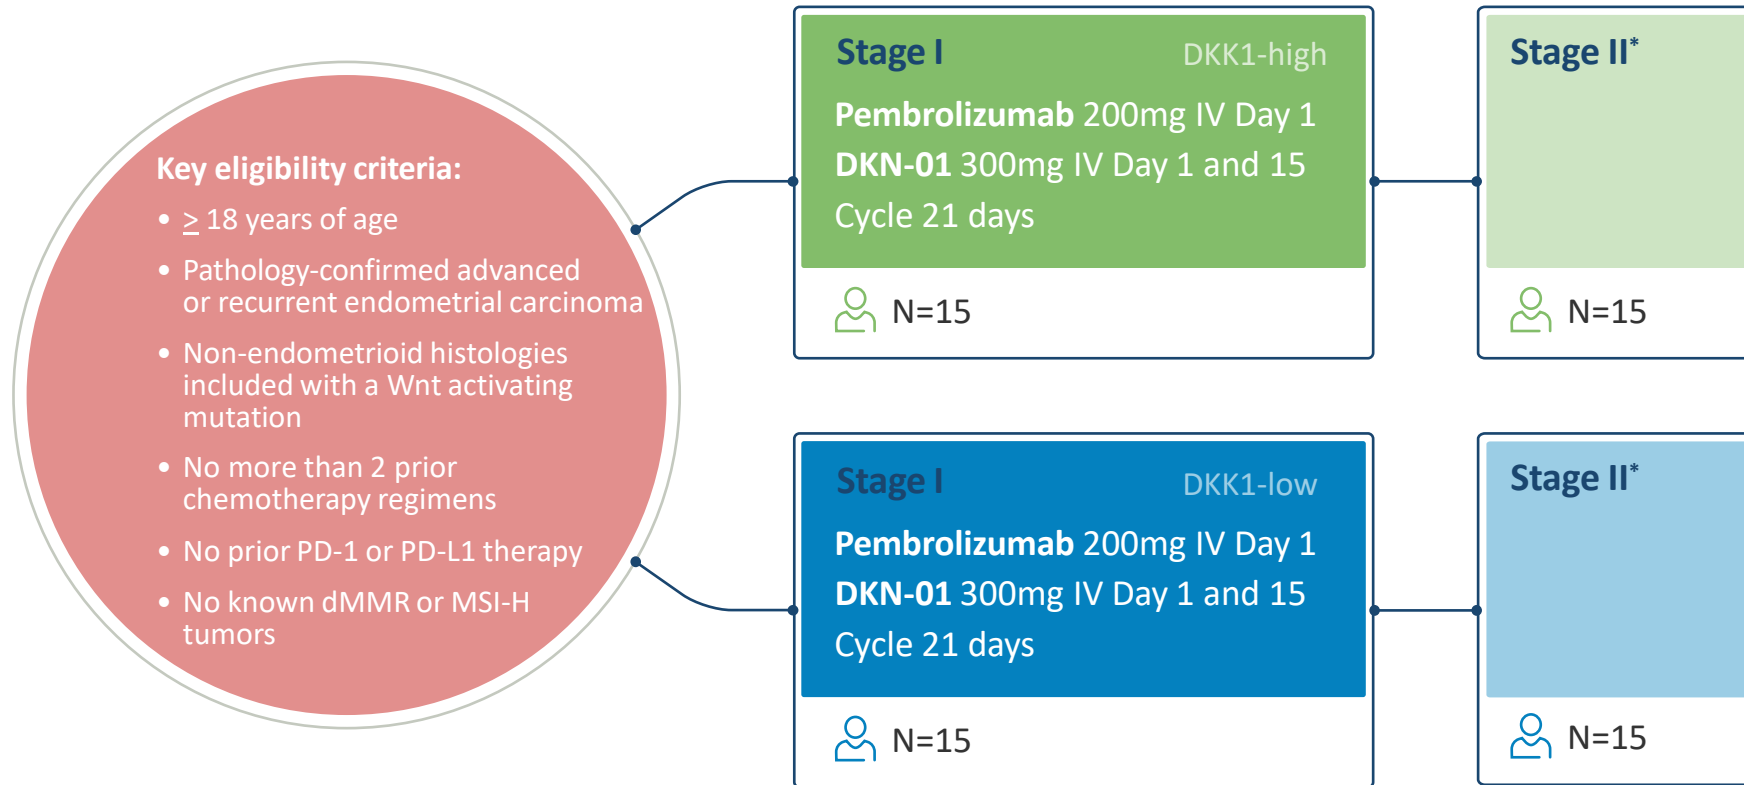 Key eligibility criteria:
• ≥ 18 years of age
• Pathology-confirmed advanced
or recurrent endometrial carcinoma
• Non-endometrioid histologies
included with a Wnt activating
mutation
• No more than 2 prior
chemotherapy regimens
• No prior PD-1 or PD-L1 therapy
• No known dMMR or MSI-H
tumors
Stage I DKK1-high
Pembrolizumab 200mg IV Day 1
DKN-01 300mg IV Day 1 and 15
Cycle 21 days
N=15
Stage II*
N=15
Stage I DKK1-low
Pembrolizumab 200mg IV Day 1
DKN-01 300mg IV Day 1 and 15
Cycle 21 days
N=15
Stage II*
N=15